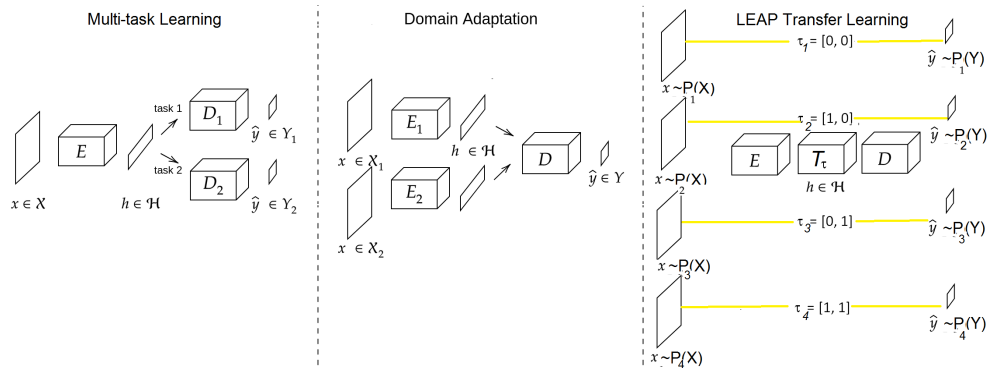 Multi-task Learning
x ∈ X
E
h ∈ H
task 1
D₁
ŷ ∈ Y₁
task 2
D₂
ŷ ∈ Y₂
Domain Adaptation
x ∈ X₁
E₁
h ∈ H
x ∈ X₂
E₂
D
ŷ ∈ Y
LEAP Transfer Learning
x ~P₁(X)
τ₁ = [0, 0]
ŷ ~P₁(Y)
x ~P₂(X)
τ₂ = [1, 0]
ŷ ~P₂(Y)
E
T_τ
D
h ∈ H
x ~P₃(X)
τ₃ = [0, 1]
ŷ ~P₃(Y)
x ~P₄(X)
τ₄ = [1, 1]
ŷ ~P₄(Y)